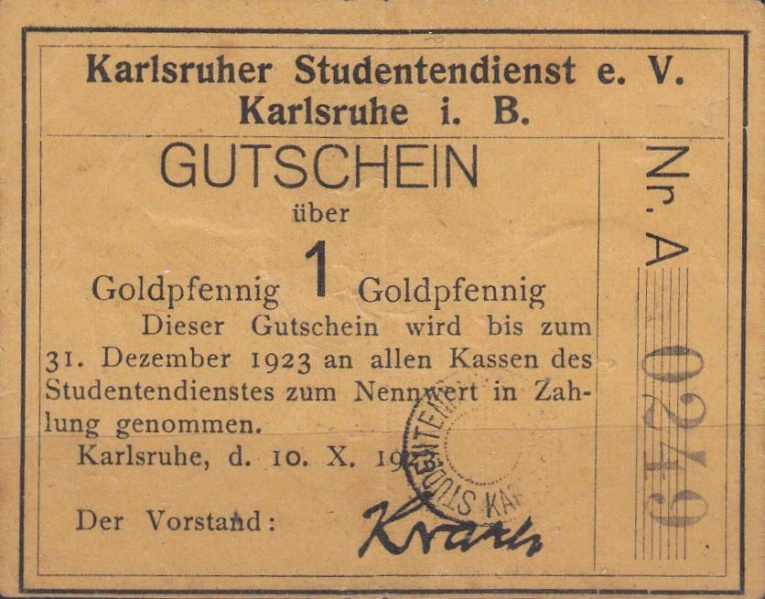 Karlsruher Studentendienst e. V.
Karlsruhe i. B.
GUTSCHEIN
über
Goldpfennig 1 Goldpfennig
Dieser Gutschein wird bis zum
31. Dezember 1923 an allen Kassen des
Studentendienstes zum Nennwert in Zah-
lung genommen.
Karlsruhe, d. 10. X. 1923.
Der Vorstand:
Nr. A 0249